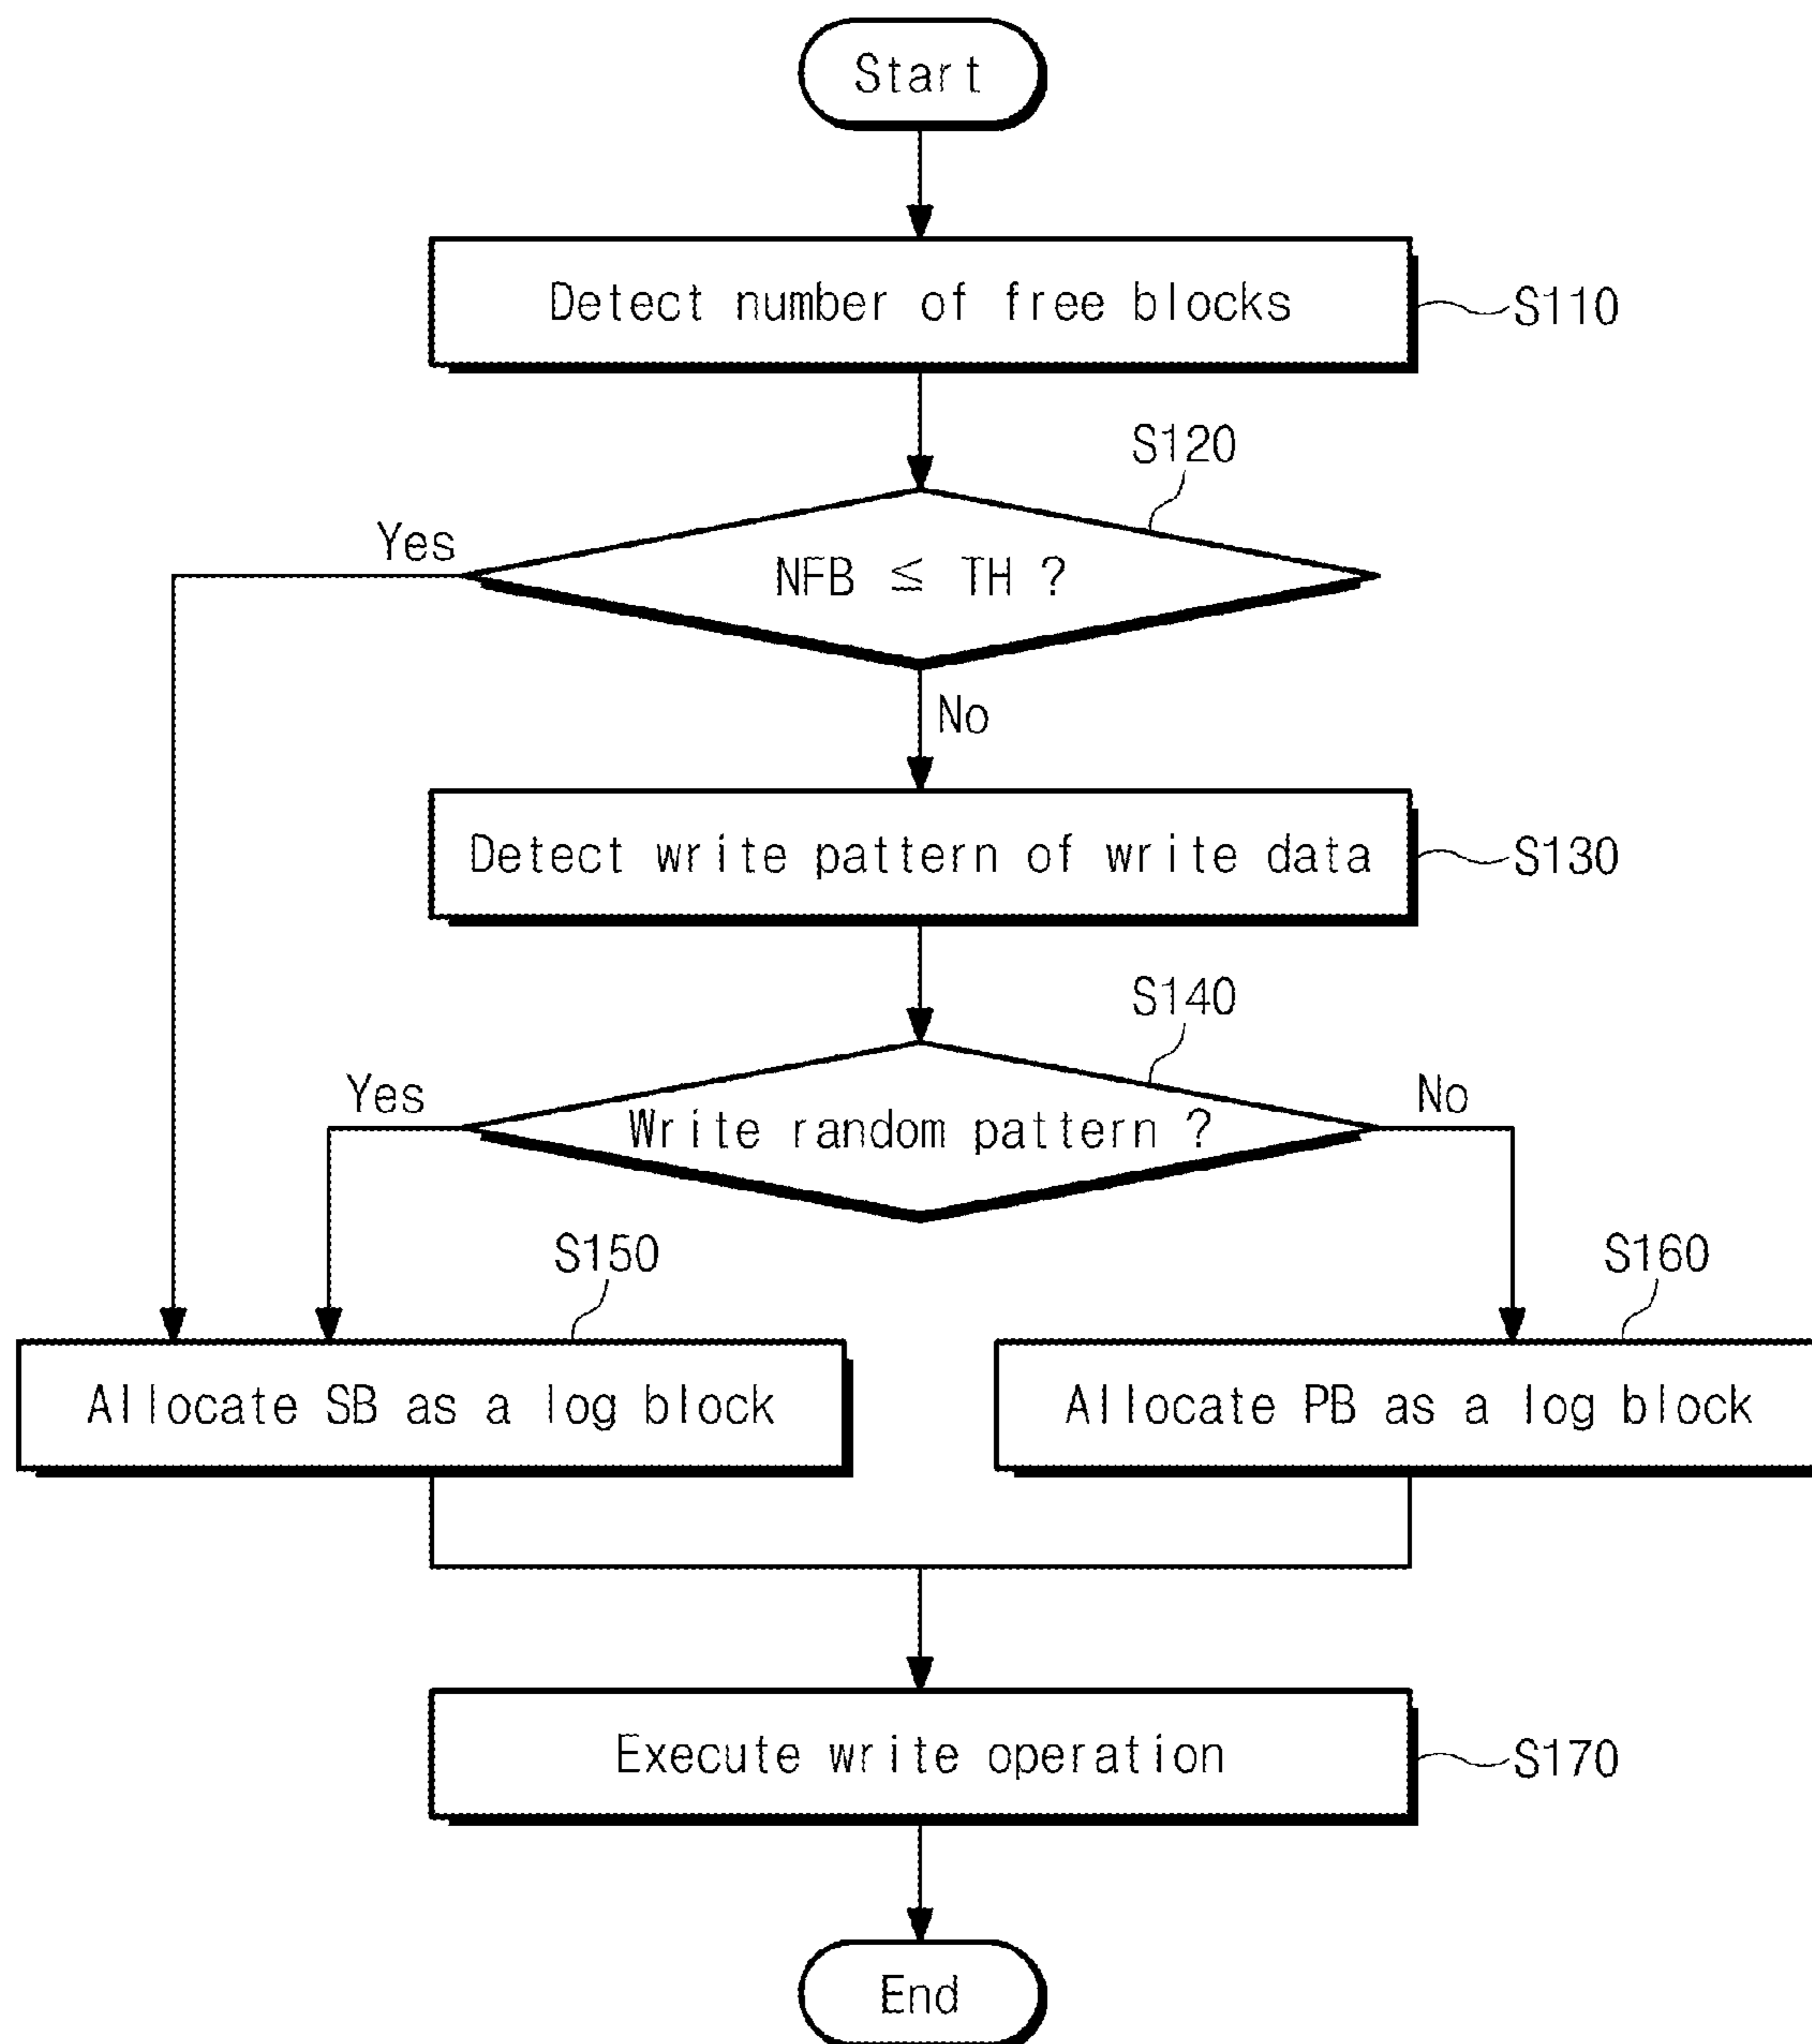 Start
Detect number of free blocks
S110
S120
Yes
NFB ≦ TH ?
No
Detect write pattern of write data
S130
S140
Yes
No
Write random pattern ?
S150
S160
Allocate SB as a log block
Allocate PB as a log block
Execute write operation
S170
End